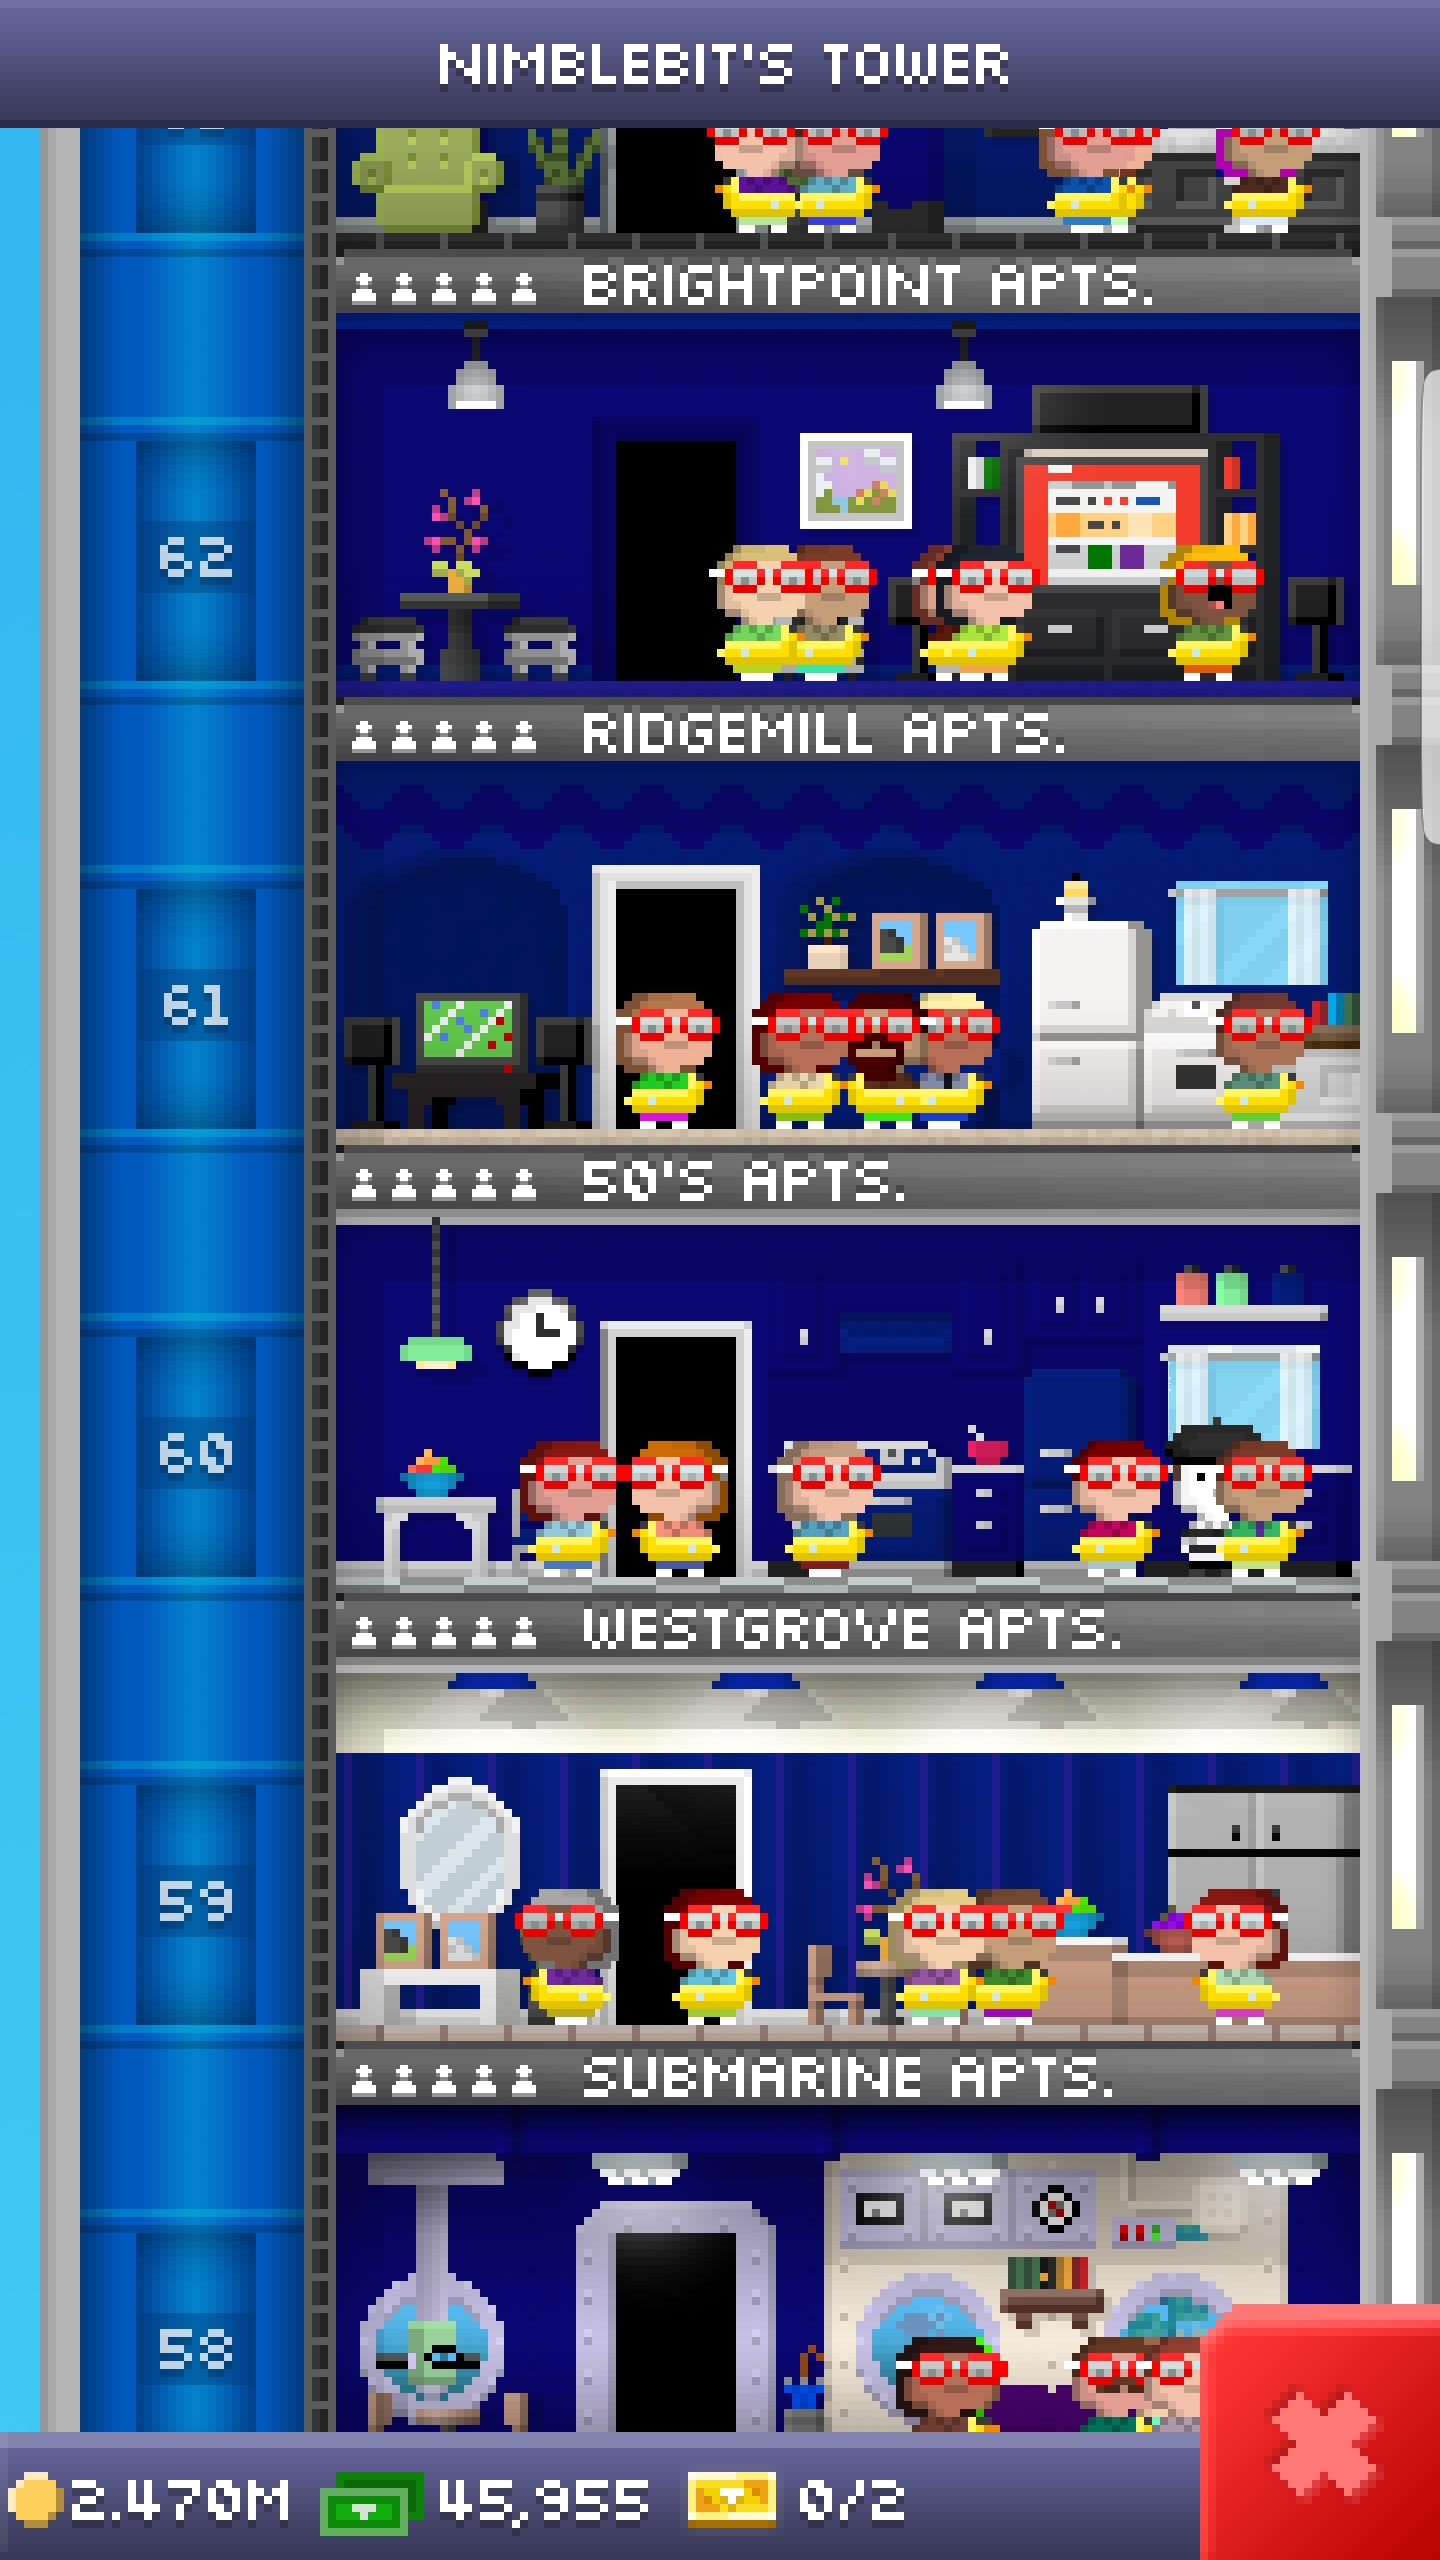 NIMBLEBIT'S TOWER
BRIGHTPOINT APTS.
62
RIDGEMILL APTS.
61
50'S APTS.
60
WESTGROVE APTS.
59
SUBMARINE APTS.
58
2.470M 45,955 0/2